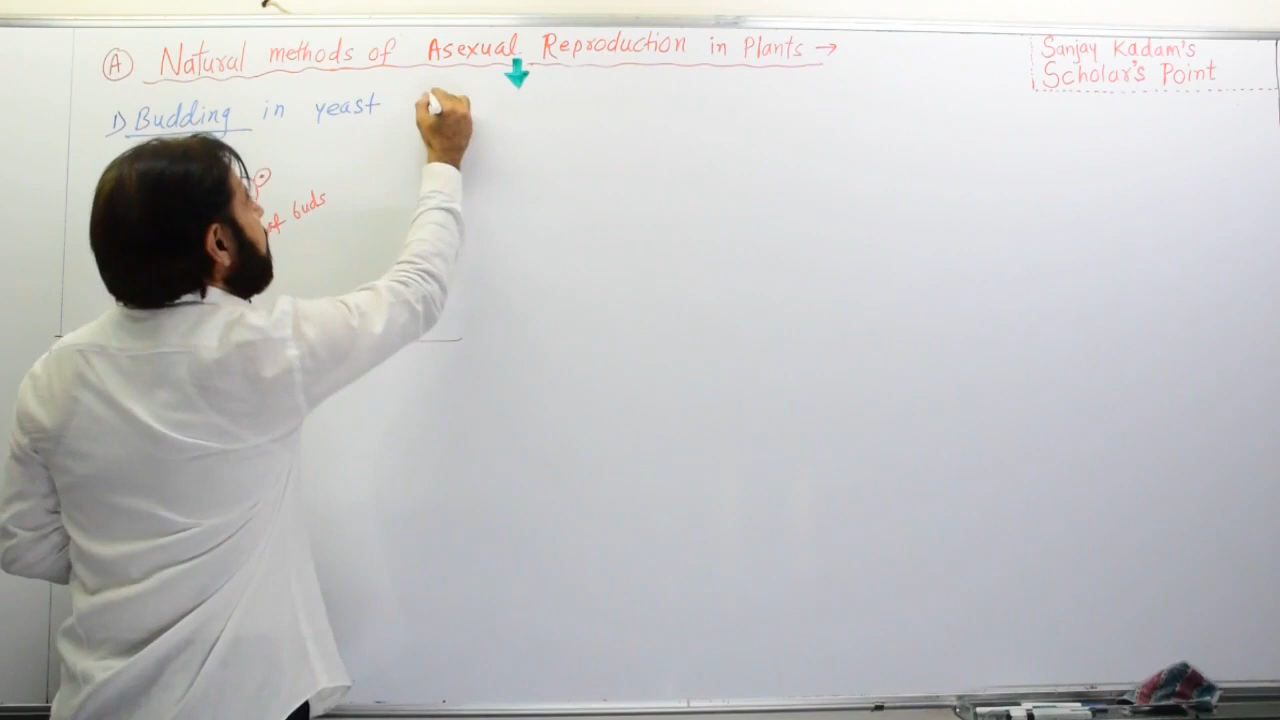 Ⓐ Natural methods of Asexual Reproduction in Plants →
Sanjay Kadam's
Scholar's Point
1) Budding in yeast
of buds